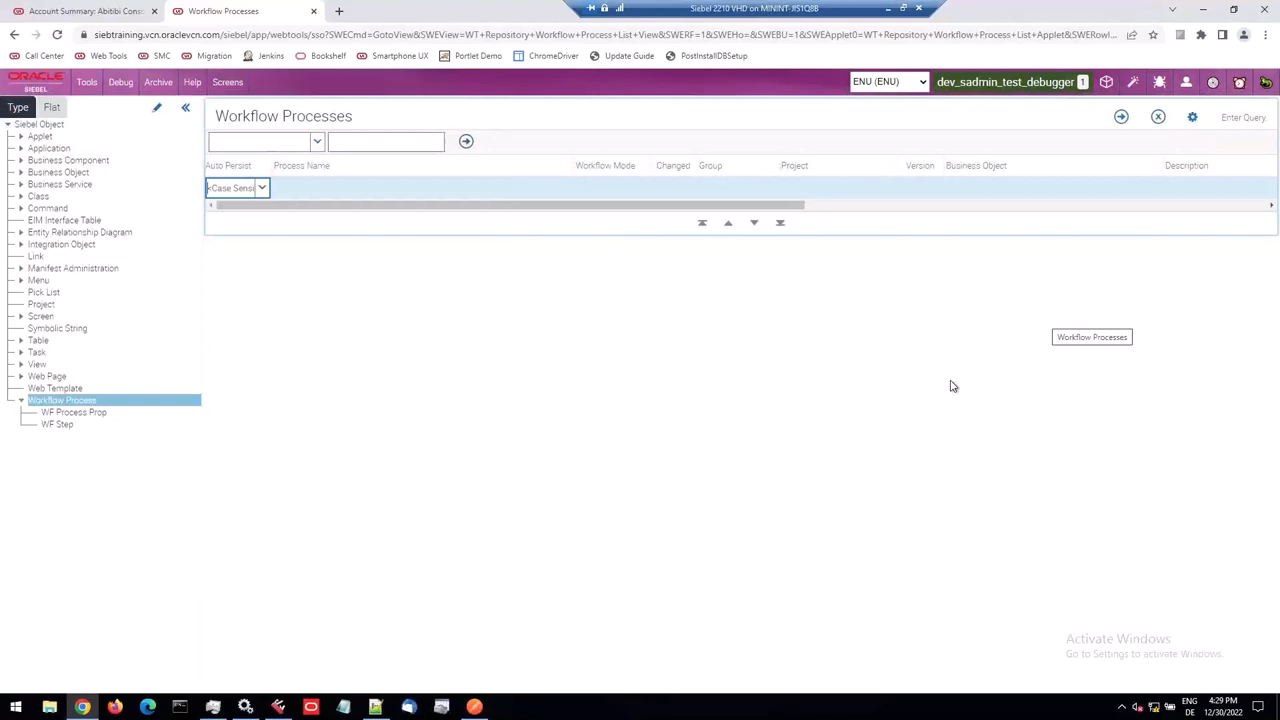 Account Summary: Abitibi Cons
Workflow Processes
Siebel 2210 VHD on MININT-JIS1Q8B
siebtraining.vcn.oraclevcn.com/siebel/app/webtools/sso?SWECmd=GotoView&SWEView=WT+Repository+Workflow+Process+List+View&SWERF=1&SWEHo=&SWEBU=1&SWEApplet0=WT+Repository+Workflow+Process+List+Applet&SWERowI...
Call Center
Web Tools
SMC
Migration
Jenkins
Bookshelf
Smartphone UX
Portlet Demo
ChromeDriver
Update Guide
PostInstallDBSetup
ORACLE
SIEBEL
Tools
Debug
Archive
Help
Screens
ENU (ENU)
dev_sadmin_test_debugger 1
Type
Flat
Siebel Object
Applet
Application
Business Component
Business Object
Business Service
Class
Command
EIM Interface Table
Entity Relationship Diagram
Integration Object
Link
Manifest Administration
Menu
Pick List
Project
Screen
Symbolic String
Table
Task
View
Web Page
Web Template
Workflow Process
WF Process Prop
WF Step
Workflow Processes
Enter Query.
Auto Persist
Process Name
Workflow Mode
Changed
Group
Project
Version
Business Object
Description
<Case Sensi
Workflow Processes
Activate Windows
Go to Settings to activate Windows.
ENG
DE
4:29 PM
12/30/2022